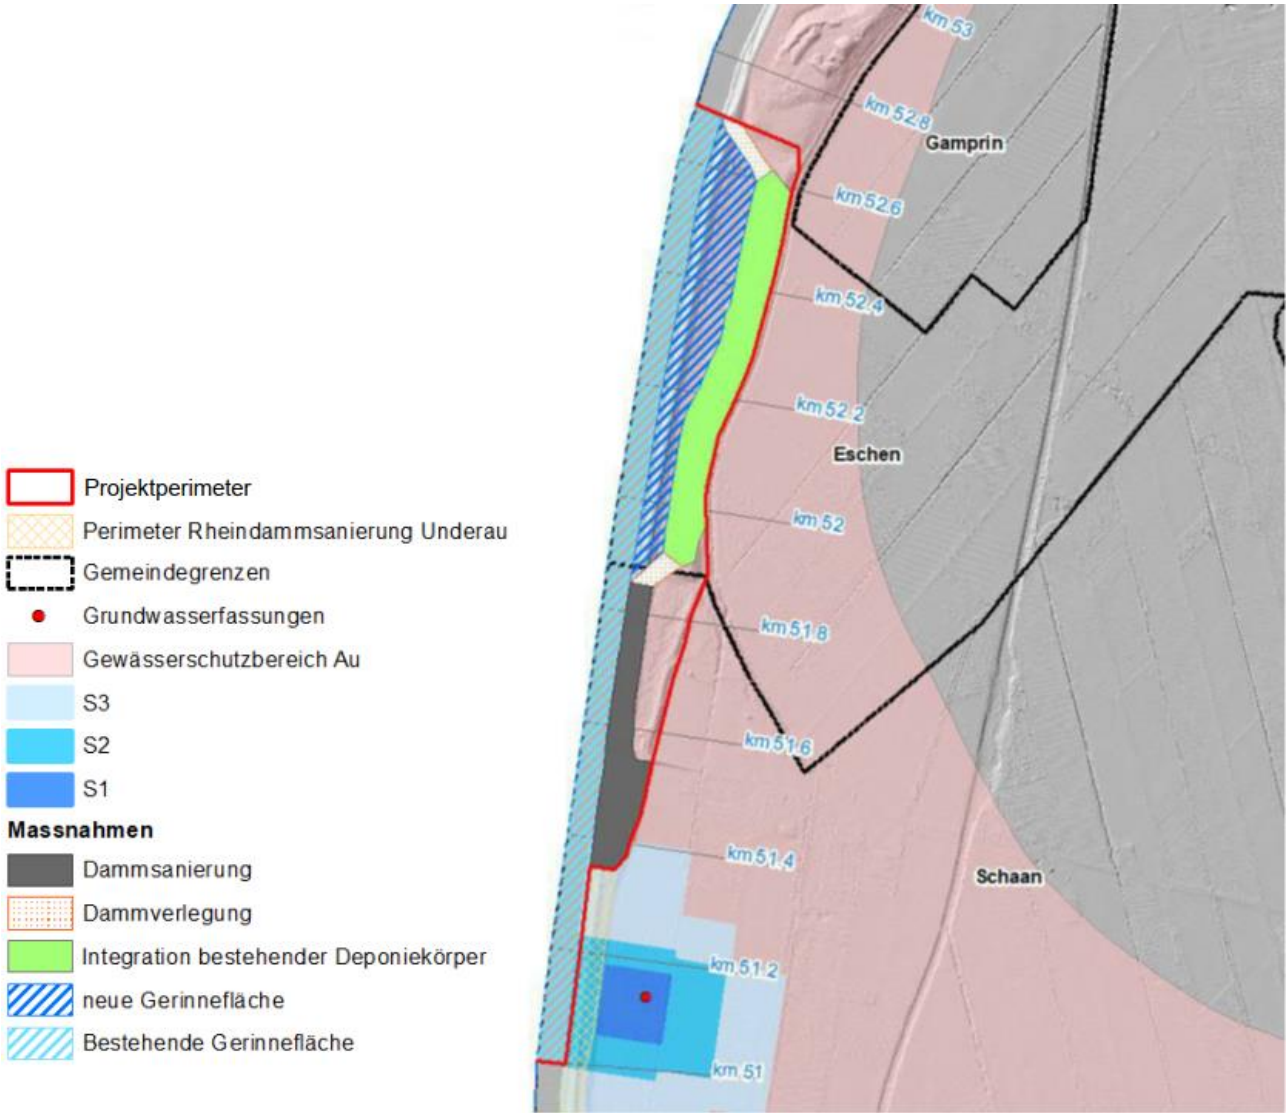 Projektperimeter
Perimeter Rheindammsanierung Underau
Gemeindegrenzen
Grundwasserfassungen
Gewässerschutzbereich Au
S3
S2
S1
Massnahmen
Dammsanierung
Dammverlegung
Integration bestehender Deponiekörper
neue Gerinnefläche
Bestehende Gerinnefläche
km 53
km 52.8
Gamprin
km 52.6
km 52.4
km 52.2
Eschen
km 52
km 51.8
km 51.6
km 51.4
Schaan
km 51.2
km 51